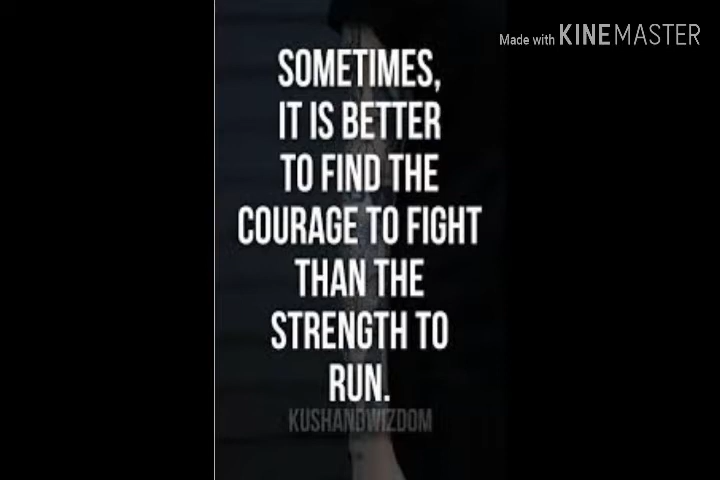 Made with KINEMASTER
SOMETIMES,
IT IS BETTER
TO FIND THE
COURAGE TO FIGHT
THAN THE
STRENGTH TO
RUN.
KUSHANDWIZDOM